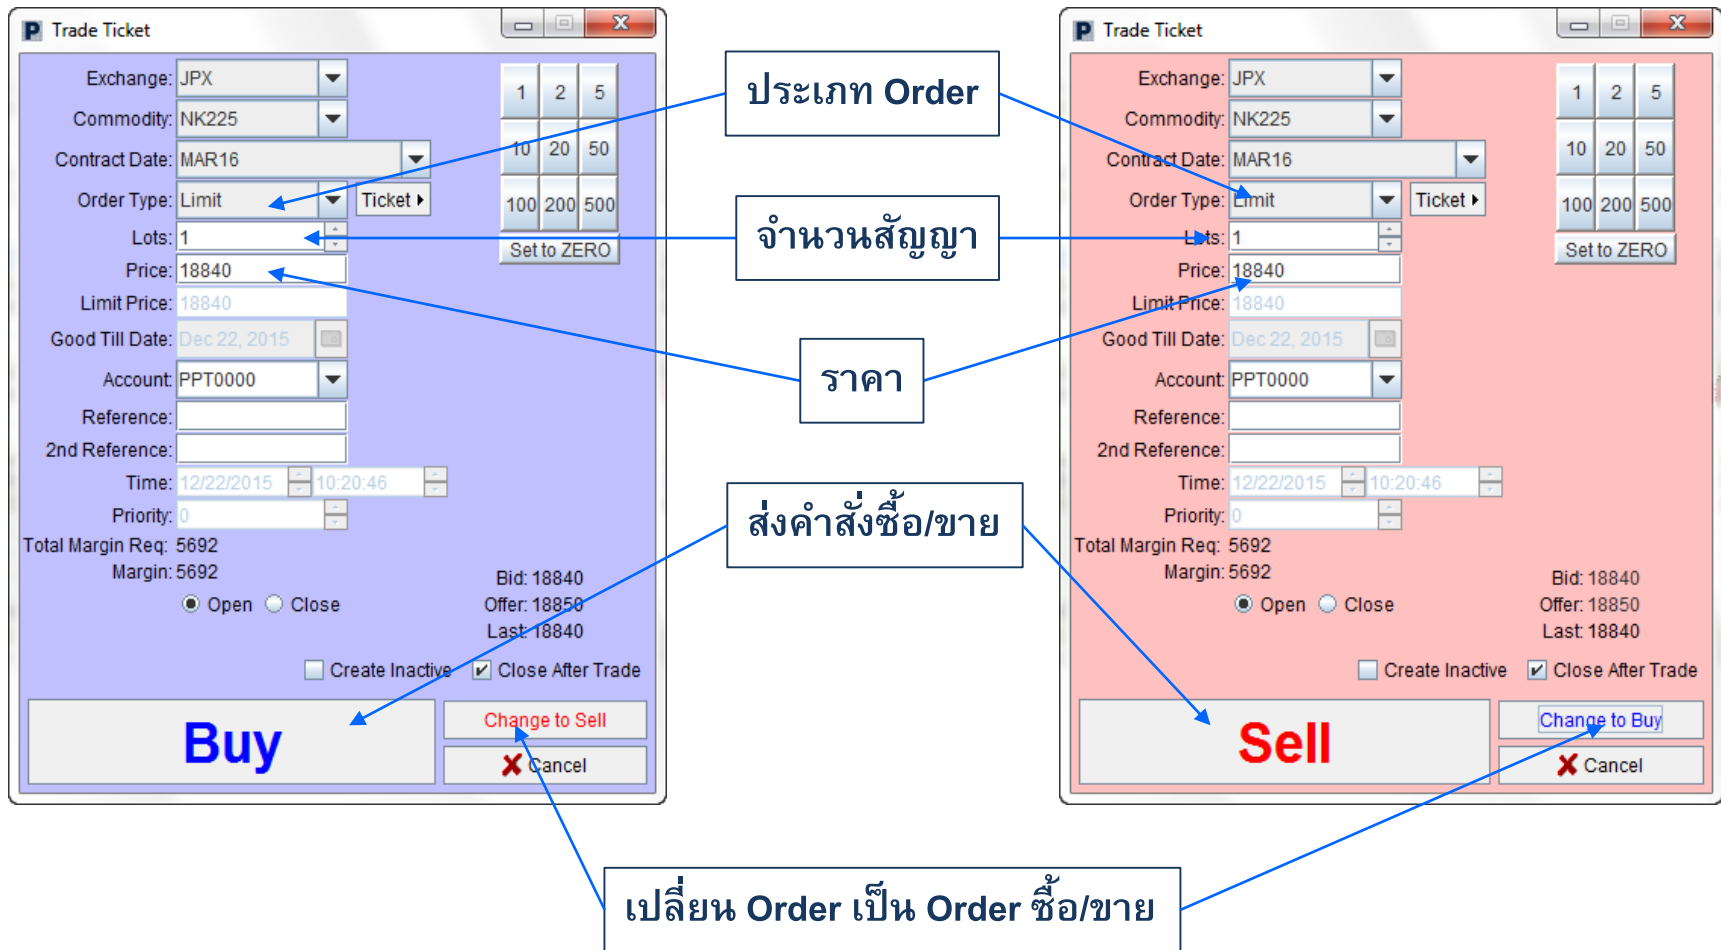 Trade Ticket
Exchange: JPX
Commodity: NK225
Contract Date: MAR16
Order Type: Limit
Ticket
Lots: 1
Price: 18840
Limit Price: 18840
Good Till Date: Dec 22, 2015
Account: PPT0000
Reference:
2nd Reference:
Time: 12/22/2015 10:20:46
Priority: 0
Total Margin Req: 5692
Margin: 5692
Open Close
1 2 5
10 20 50
100 200 500
Set to ZERO
Bid: 18840
Offer: 18850
Last: 18840
Create Inactive Close After Trade
Buy
Change to Sell
Cancel
ประเภท Order
จำนวนสัญญา
ราคา
ส่งคำสั่งซื้อ/ขาย
เปลี่ยน Order เป็น Order ซื้อ/ขาย
Trade Ticket
Exchange: JPX
Commodity: NK225
Contract Date: MAR16
Order Type: Limit
Ticket
Lots: 1
Price: 18840
Limit Price: 18840
Good Till Date: Dec 22, 2015
Account: PPT0000
Reference:
2nd Reference:
Time: 12/22/2015 10:20:46
Priority: 0
Total Margin Req: 5692
Margin: 5692
Open Close
1 2 5
10 20 50
100 200 500
Set to ZERO
Bid: 18840
Offer: 18850
Last: 18840
Create Inactive Close After Trade
Sell
Change to Buy
Cancel